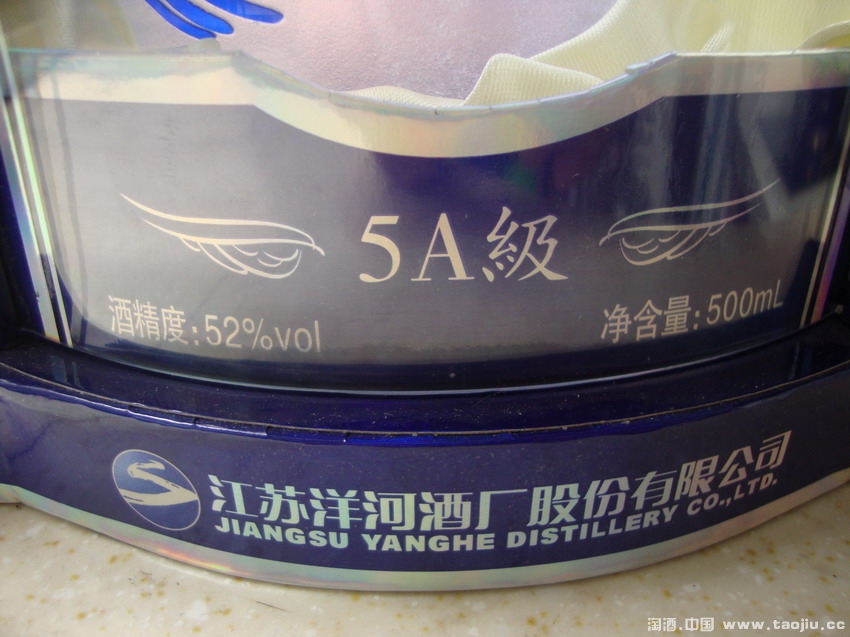 5A級
酒精度:52%vol
净含量:500mL
江苏洋河酒厂股份有限公司
JIANGSU YANGHE DISTILLERY CO.,LTD.
淘酒.中国 www.taojiu.cc